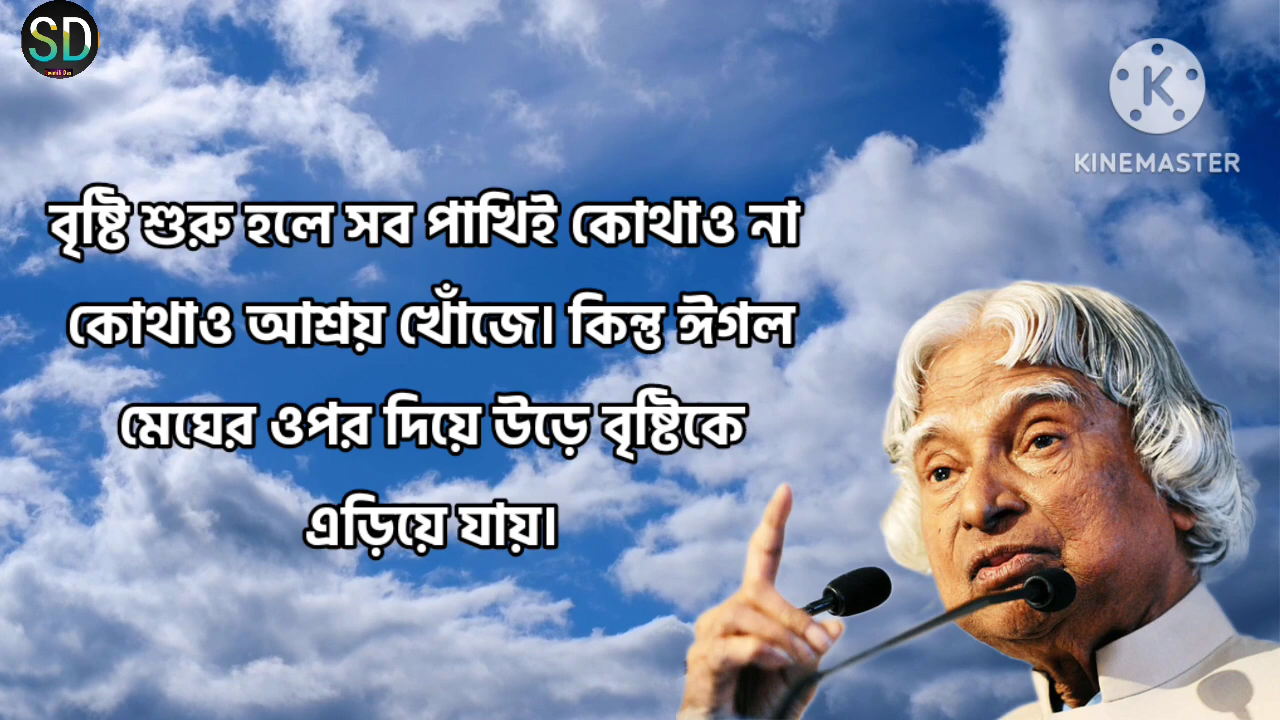 SD
বৃষ্টি শুরু হলে সব পাখিই কোথাও না
কোথাও আশ্রয় খোঁজে। কিন্তু ঈগল
মেঘের ওপর দিয়ে উড়ে বৃষ্টিকে
এড়িয়ে যায়।
K
KINEMASTER